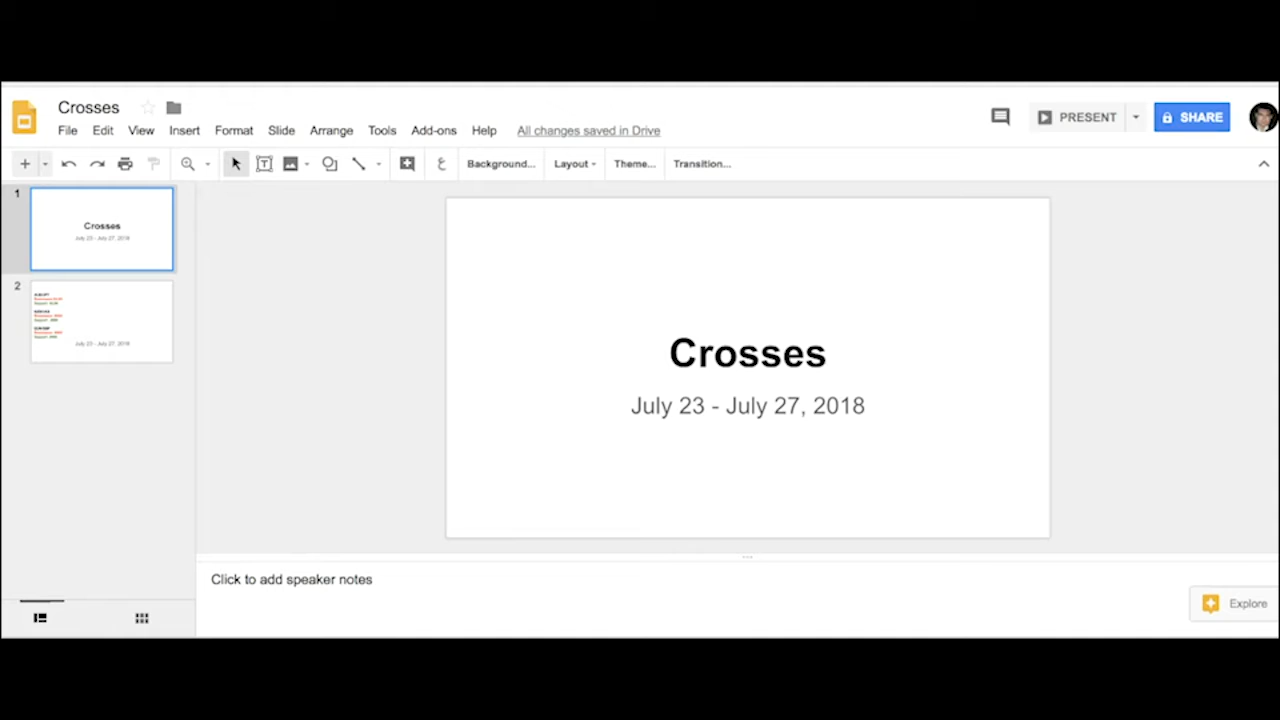 Crosses
File Edit View Insert Format Slide Arrange Tools Add-ons Help All changes saved in Drive
PRESENT
SHARE
Background... Layout Theme... Transition...
1
Crosses
July 23 - July 27, 2018
2
July 23 - July 27, 2018
Crosses
July 23 - July 27, 2018
Click to add speaker notes
Explore